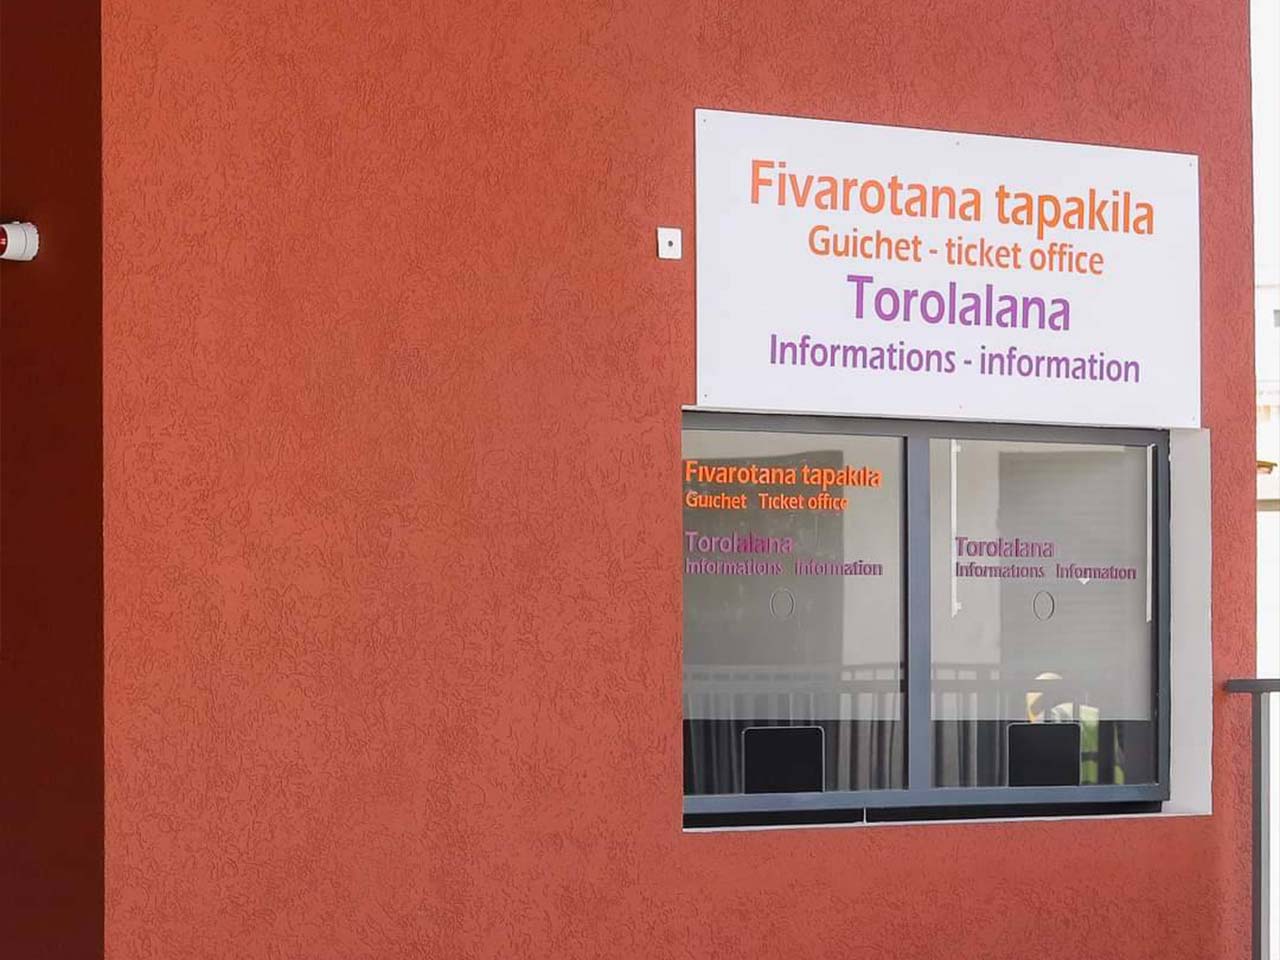 Fivarotana tapakila
Guichet - ticket office
Torolalana
Informations - information
Fivarotana tapakila
Guichet Ticket office
Torolalana
Informations Information
Torolalana
Informations Information